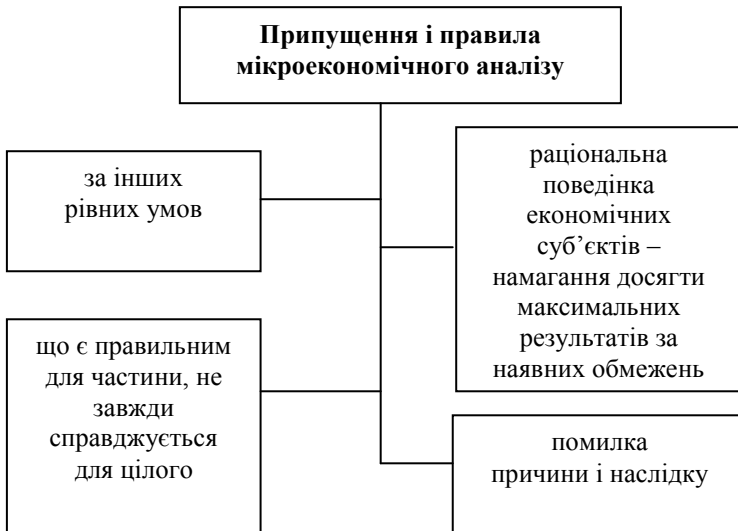 Припущення і правила
мікроекономічного аналізу
за інших
рівних умов
раціональна
поведінка
економічних
суб’єктів –
намагання досягти
максимальних
результатів за
наявних обмежень
що є правильним
для частини, не
завжди
справджується
для цілого
помилка
причини і наслідку